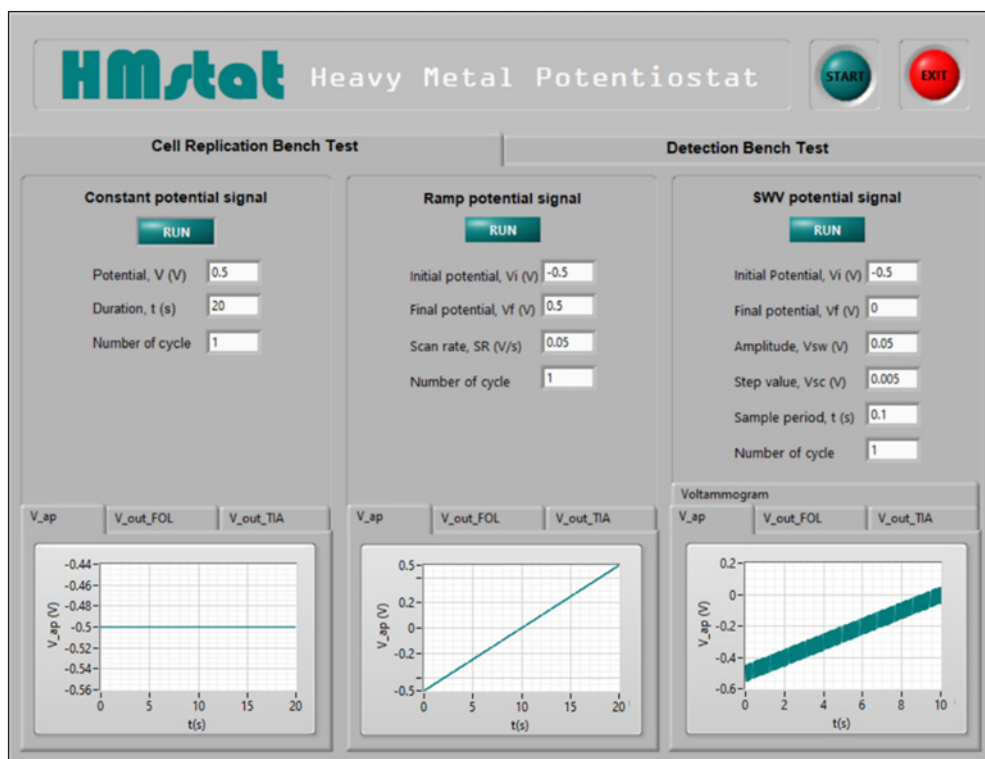 HMstat Heavy Metal Potentiostat
START
EXIT
Cell Replication Bench Test
Detection Bench Test
Constant potential signal
RUN
Potential, V (V) 0.5
Duration, t (s) 20
Number of cycle 1
V_ap V_out_FOL V_out_TIA
-0.44
-0.46
-0.48
-0.5
-0.52
-0.54
-0.56
V_ap (V)
0 5 10 15 20
t(s)
Ramp potential signal
RUN
Initial potential, Vi (V) -0.5
Final potential, Vf (V) 0.5
Scan rate, SR (V/s) 0.05
Number of cycle 1
V_ap V_out_FOL V_out_TIA
0.5
0.2
0
-0.2
-0.5
V_ap (V)
0 5 10 15 20
t(s)
SWV potential signal
RUN
Initial Potential, Vi (V) -0.5
Final potential, Vf (V) 0
Amplitude, Vsw (V) 0.05
Step value, Vsc (V) 0.005
Sample period, t (s) 0.1
Number of cycle 1
Voltammogram
V_ap V_out_FOL V_out_TIA
0.2
0
-0.2
-0.4
-0.6
V_ap (V)
0 2 4 6 8 10
t(s)